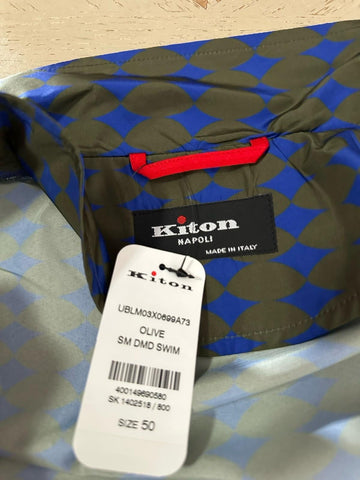 Kiton
NAPOLI
MADE IN ITALY
Kiton
UBLM03X0699A73
OLIVE
SM DMD SWIM
400149690580
SK 1402518 / 800
SIZE 50